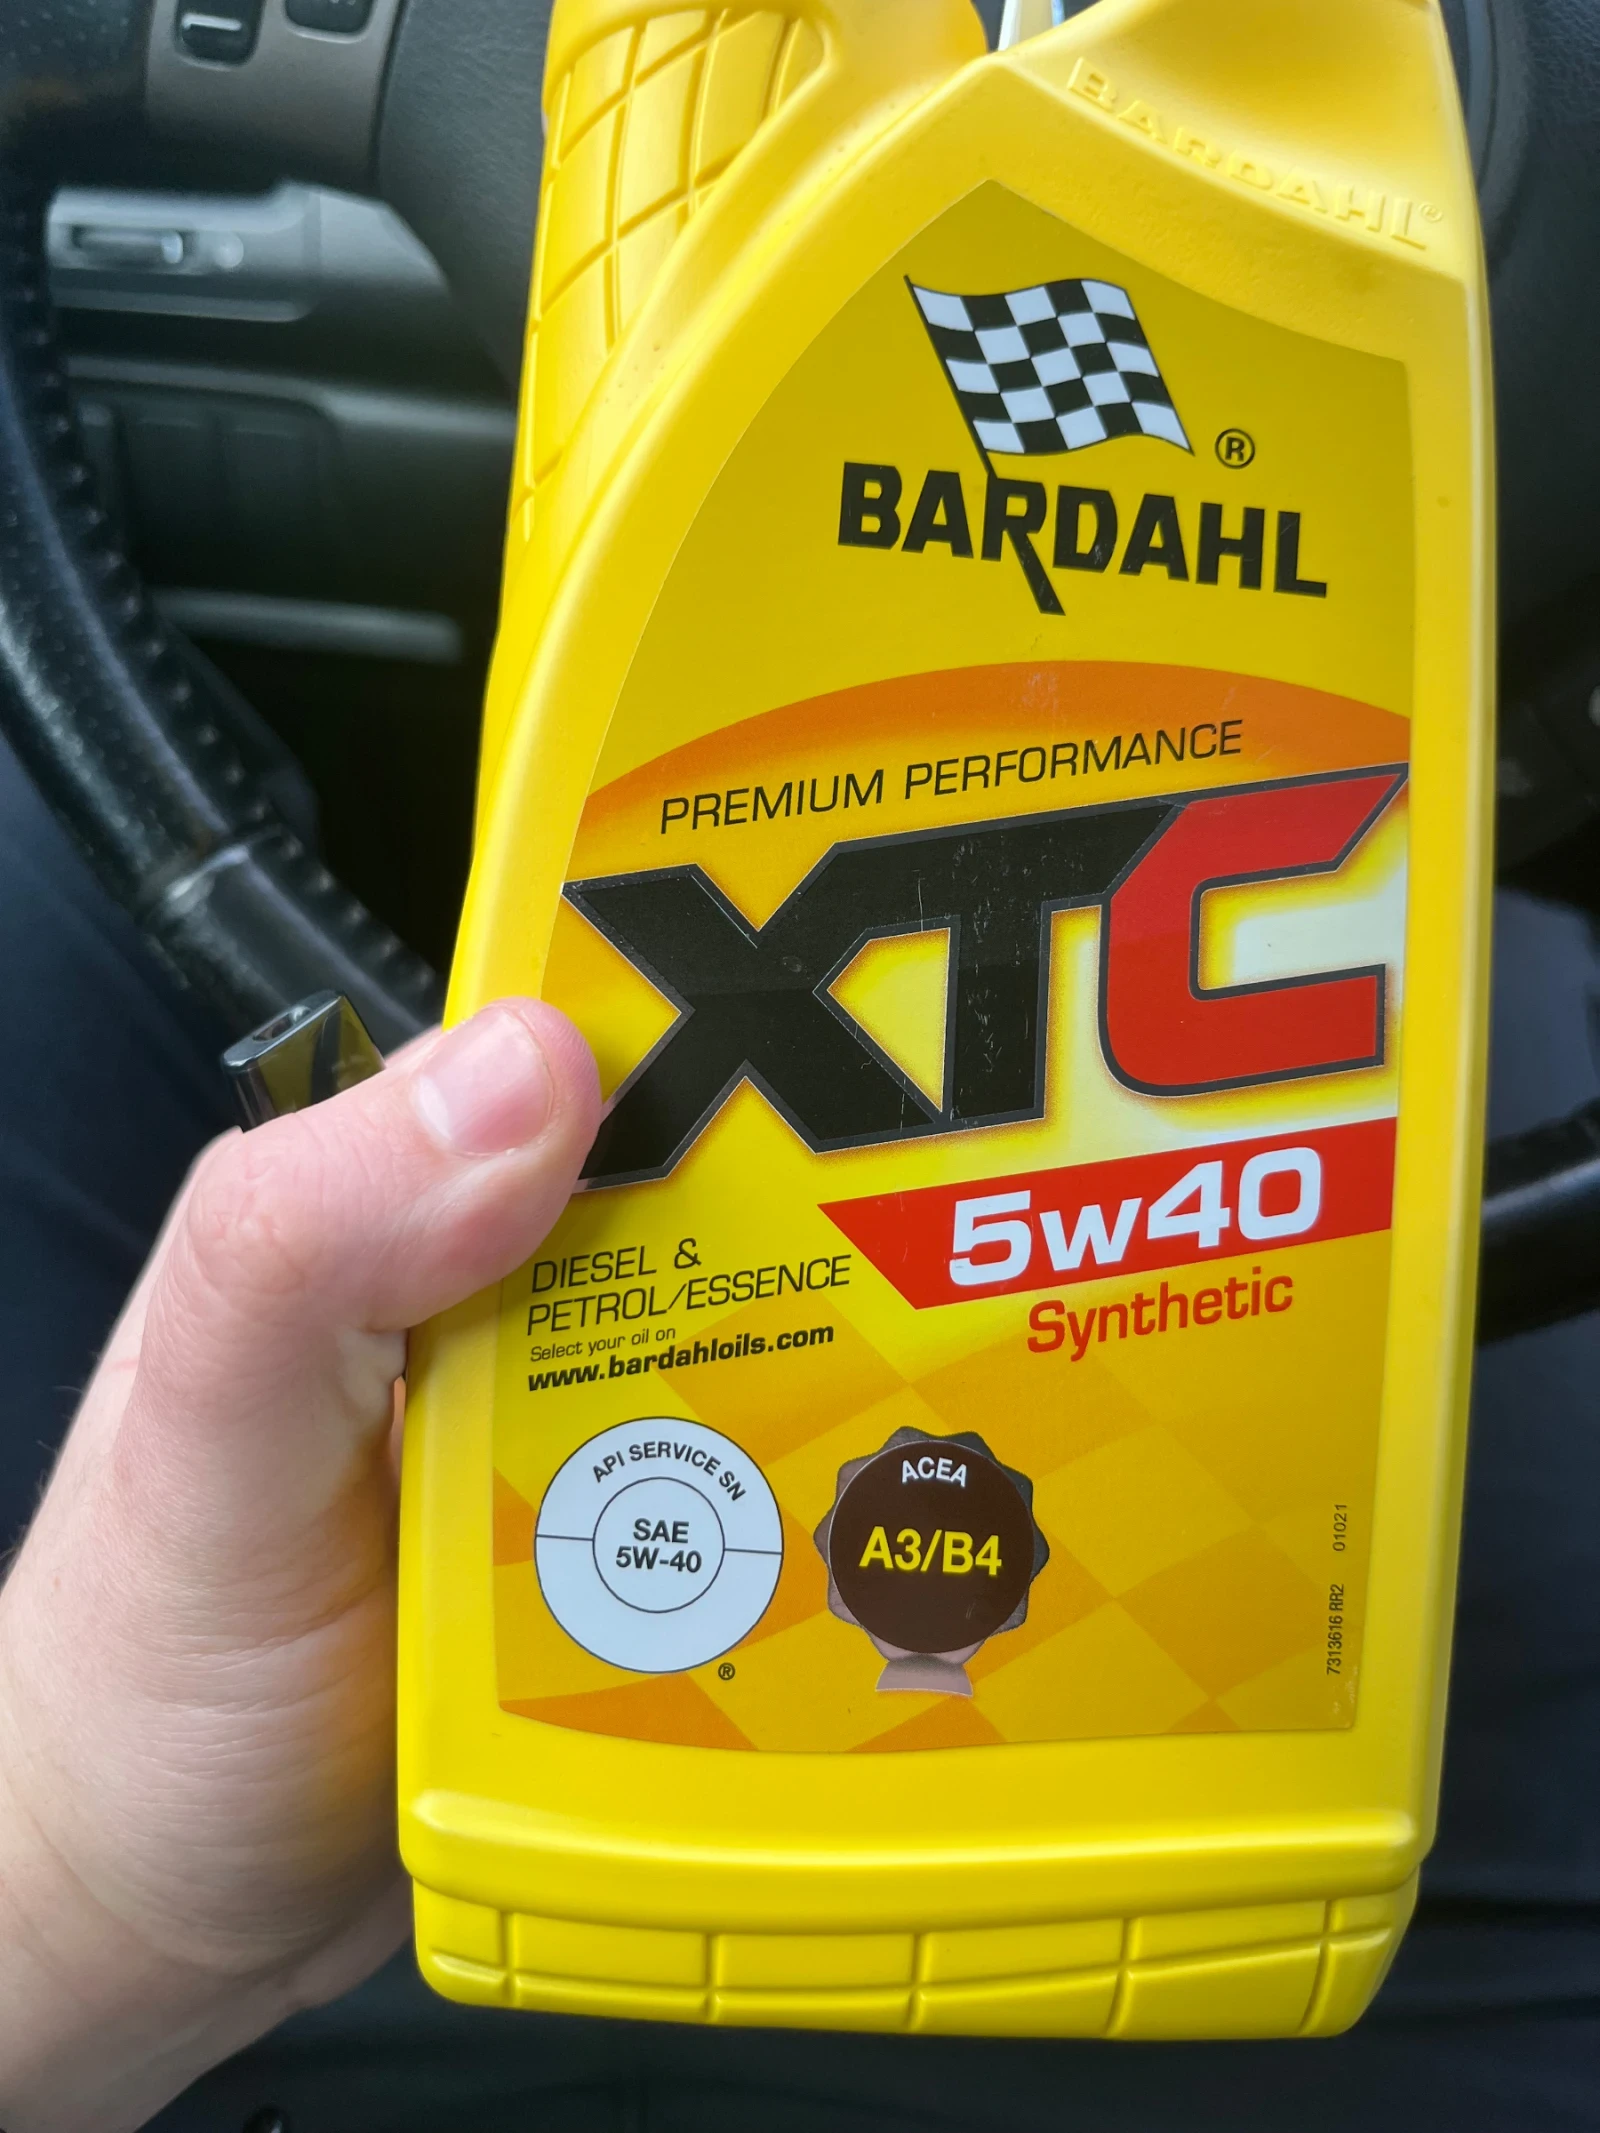 BARDAHL®
®
BARDAHL
PREMIUM PERFORMANCE
XTC
5w40
Synthetic
DIESEL &
PETROL/ESSENCE
Select your oil on
www.bardahloils.com
API SERVICE SN
SAE
5W-40
®
ACEA
A3/B4
7313616 RR2 01021